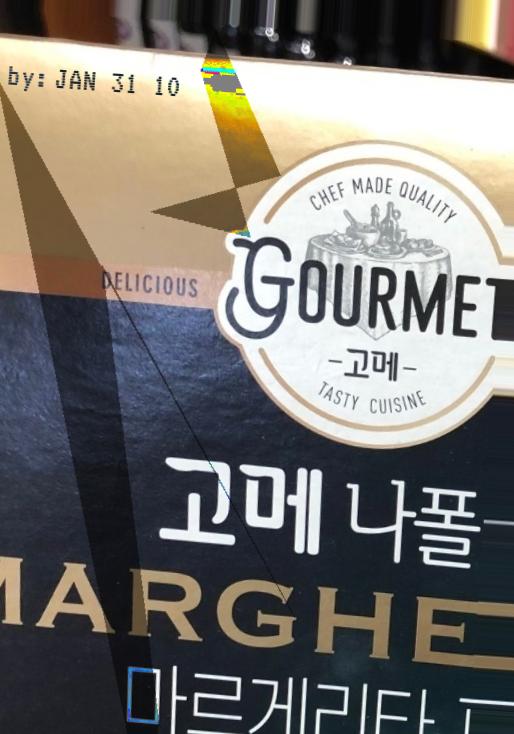 by: JAN 31 10
CHEF MADE QUALITY
DELICIOUS
GOURMET
-고메-
TASTY CUISINE
고메 나폴
MARGHE
마르게리타